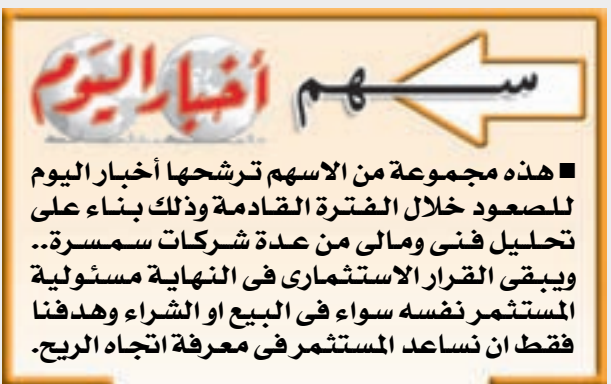 سهم أخبار اليوم
■ هذه مجموعة من الاسهم ترشحها أخبار اليوم
للصعود خلال الفترة القادمة وذلك بناء على
تحليل فنى ومالى من عدة شركات سمسرة..
ويبقى القرار الاستثمارى فى النهاية مسئولية
المستثمر نفسه سواء فى البيع او الشراء وهدفنا
فقط ان نساعد المستثمر فى معرفة اتجاه الريح.